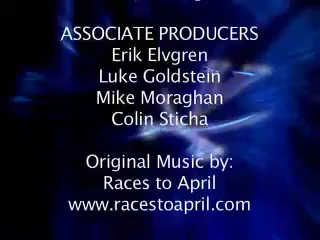 ASSOCIATE PRODUCERS
Erik Elvgren
Luke Goldstein
Mike Moraghan
Colin Sticha
Original Music by:
Races to April
www.racestoapril.com